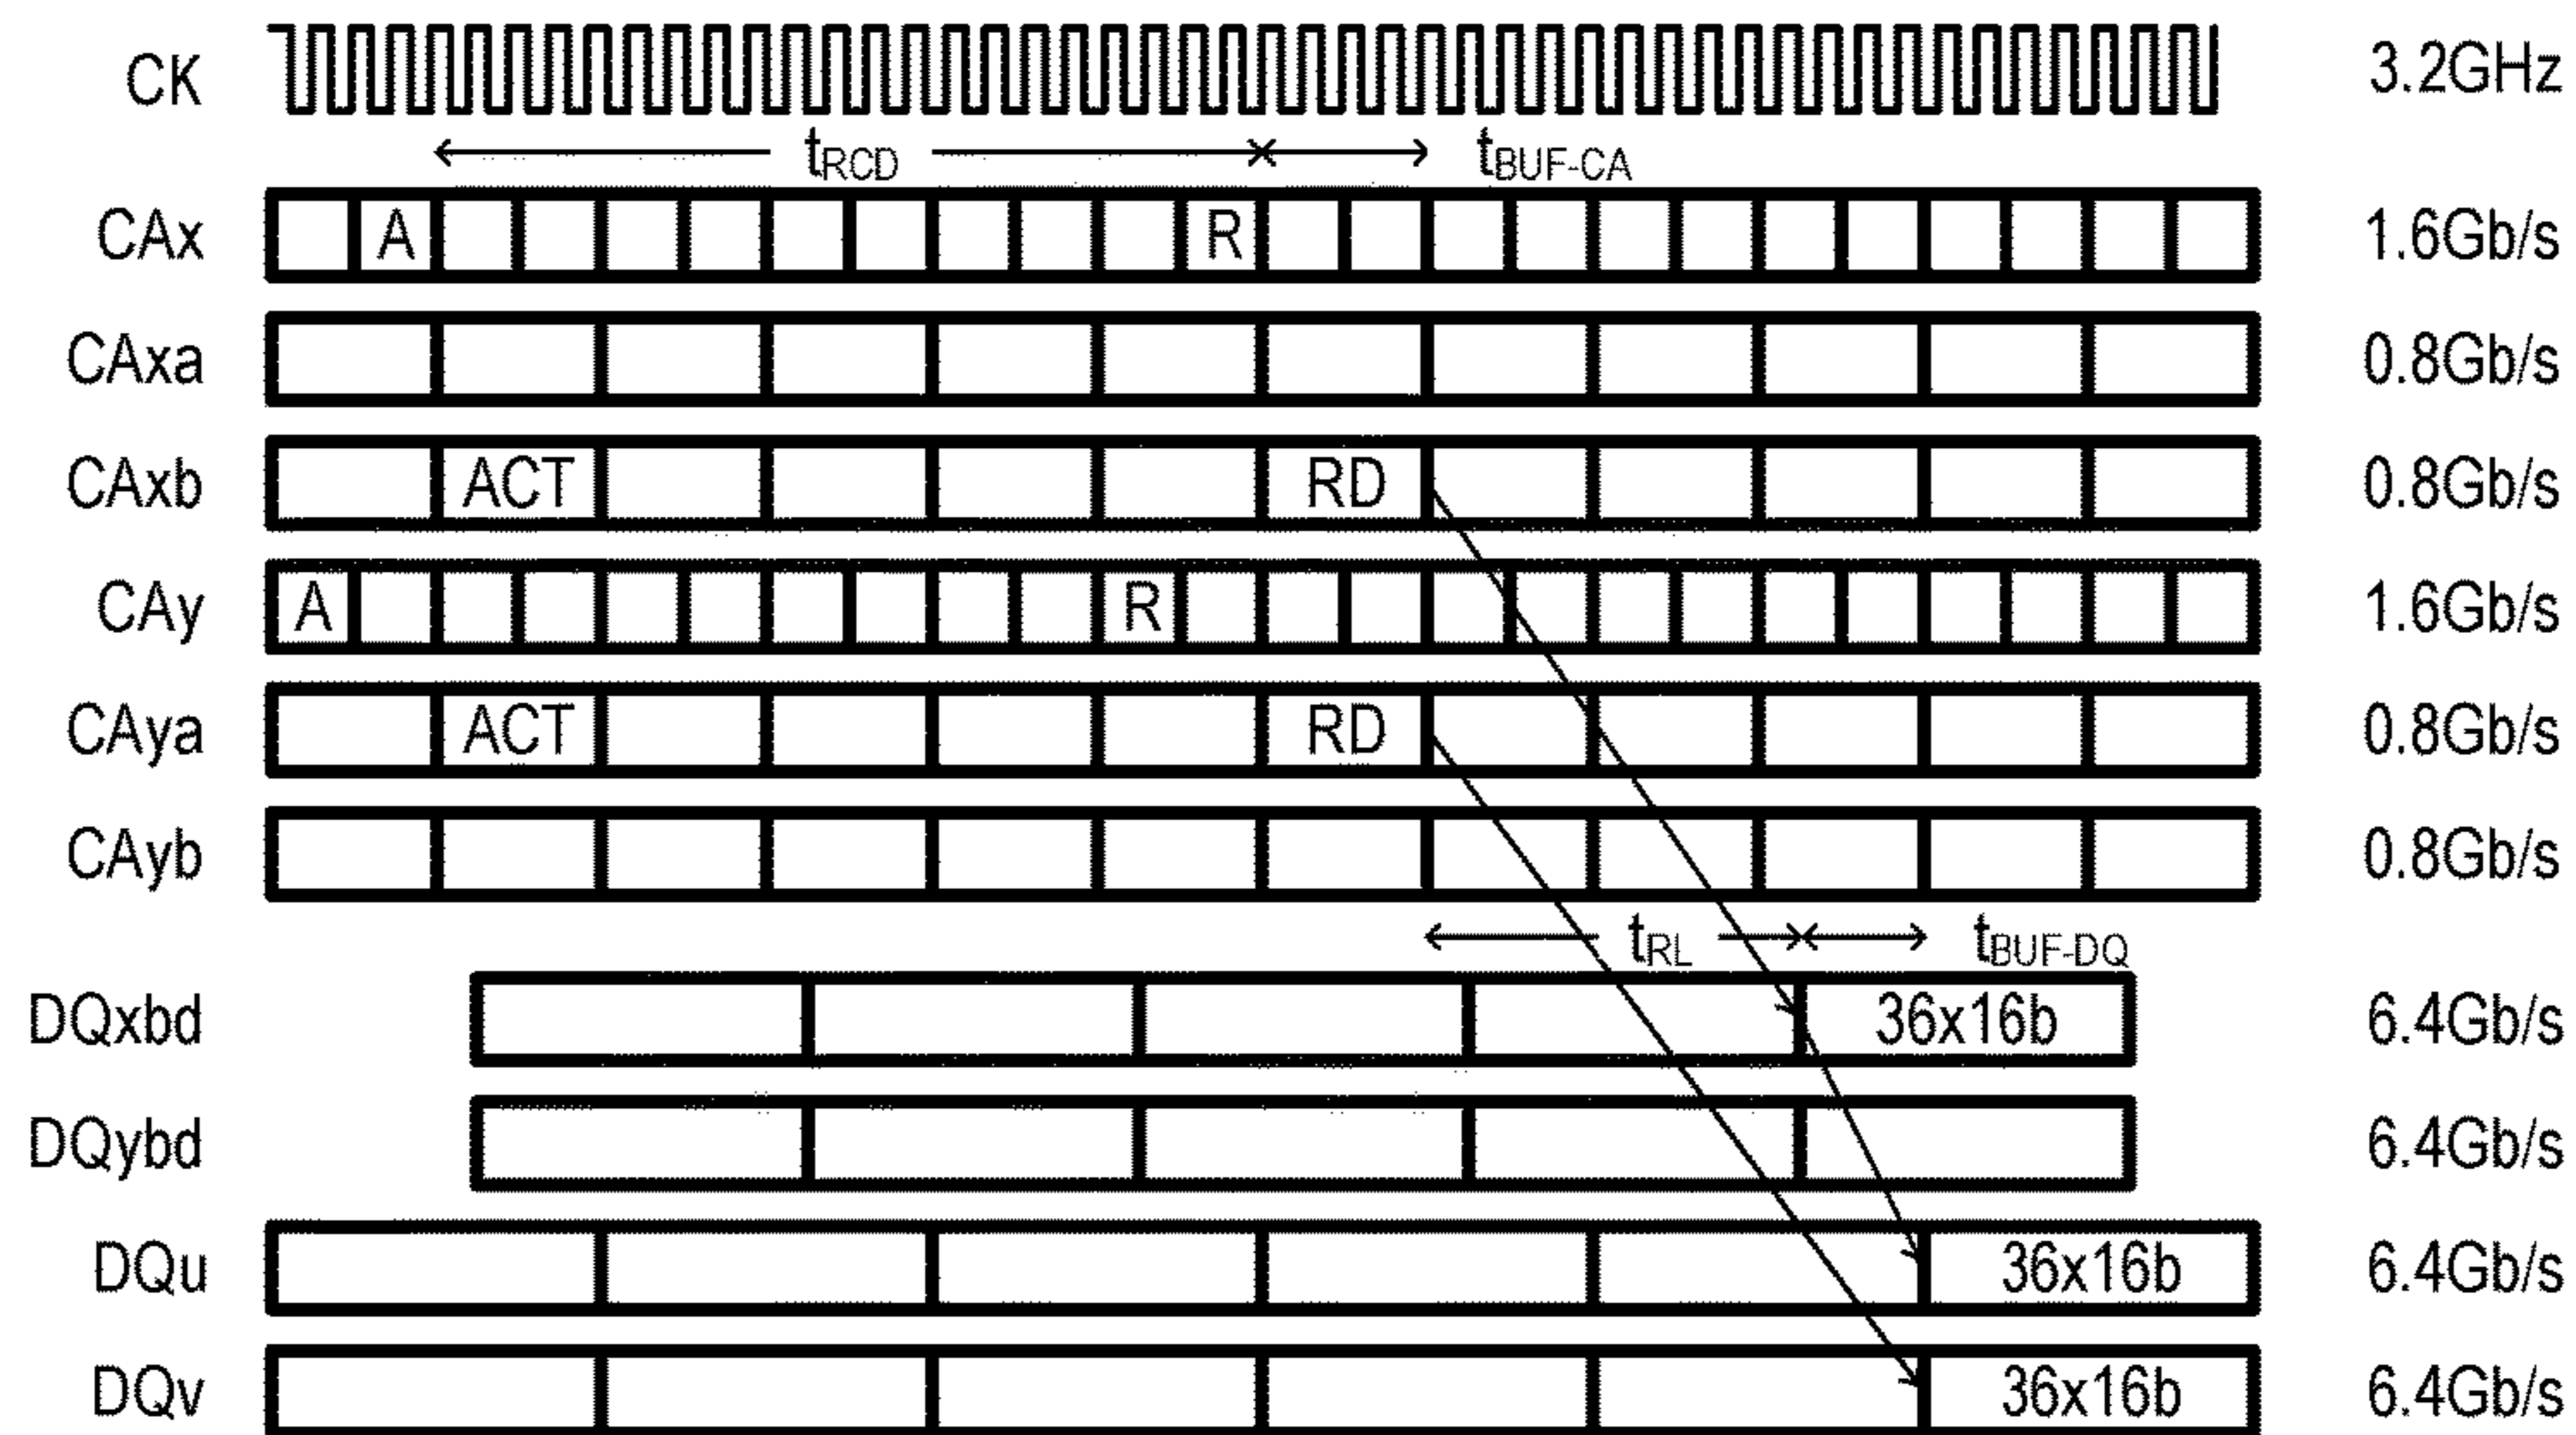 CK 3.2GHz
tRCD tBUF-CA
CAx A R 1.6Gb/s
CAxa 0.8Gb/s
CAxb ACT RD 0.8Gb/s
CAy A R 1.6Gb/s
CAya ACT RD 0.8Gb/s
CAyb 0.8Gb/s
tRL tBUF-DQ
DQxbd 36x16b 6.4Gb/s
DQybd 6.4Gb/s
DQu 36x16b 6.4Gb/s
DQv 36x16b 6.4Gb/s